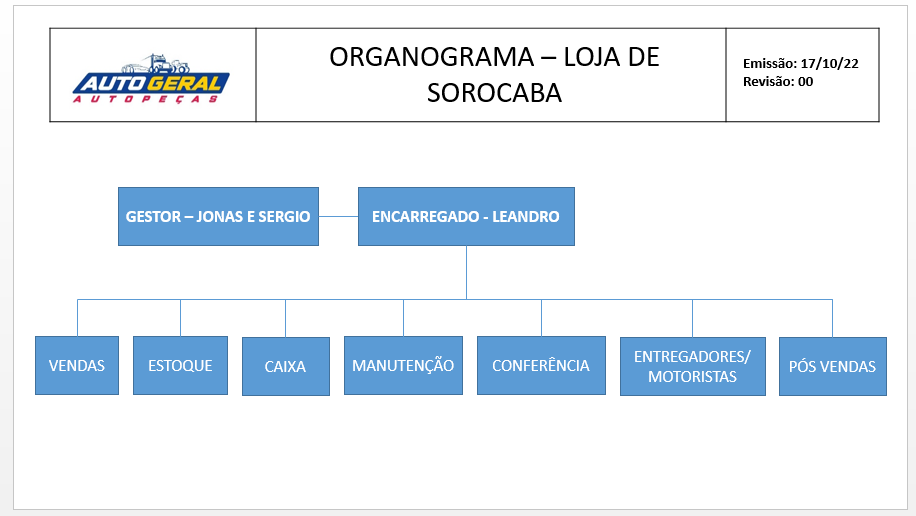 AUTO GERAL
AUTOPEÇAS
ORGANOGRAMA – LOJA DE
SOROCABA
Emissão: 17/10/22
Revisão: 00
GESTOR – JONAS E SERGIO
ENCARREGADO - LEANDRO
VENDAS
ESTOQUE
CAIXA
MANUTENÇÃO
CONFERÊNCIA
ENTREGADORES/
MOTORISTAS
PÓS VENDAS